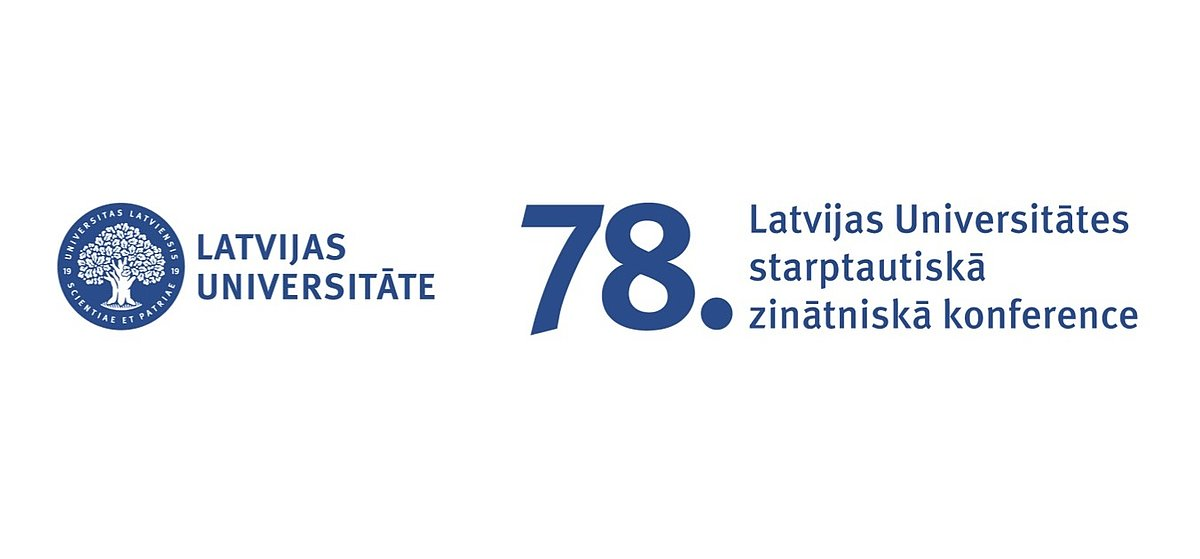 UNIVERSITAS LATVIENSIS
19 19
SCIENTIAE ET PATRIAE
LATVIJAS
UNIVERSITĀTE
78.
Latvijas Universitātes
starptautiskā
zinātniskā konference